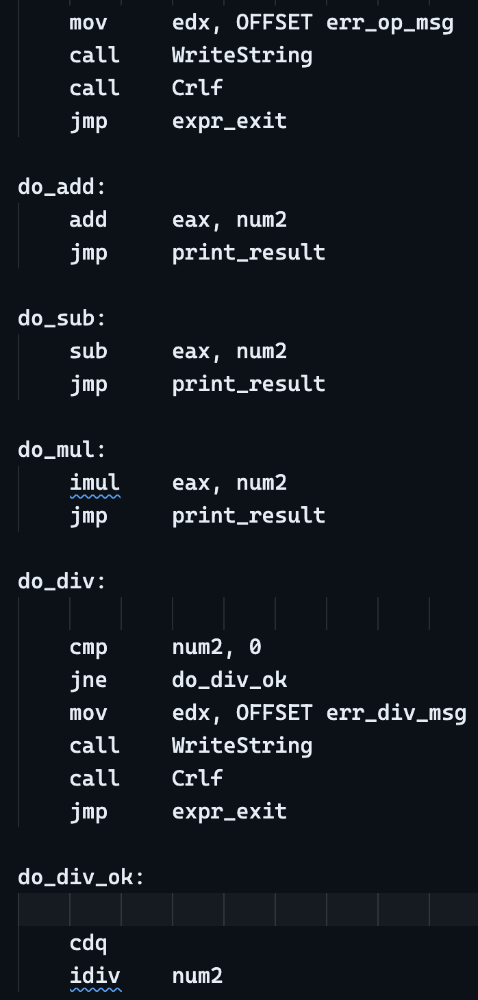 mov edx, OFFSET err_op_msg
call WriteString
call Crlf
jmp expr_exit
do_add:
add eax, num2
jmp print_result
do_sub:
sub eax, num2
jmp print_result
do_mul:
imul eax, num2
jmp print_result
do_div:
cmp num2, 0
jne do_div_ok
mov edx, OFFSET err_div_msg
call WriteString
call Crlf
jmp expr_exit
do_div_ok:
cdq
idiv num2